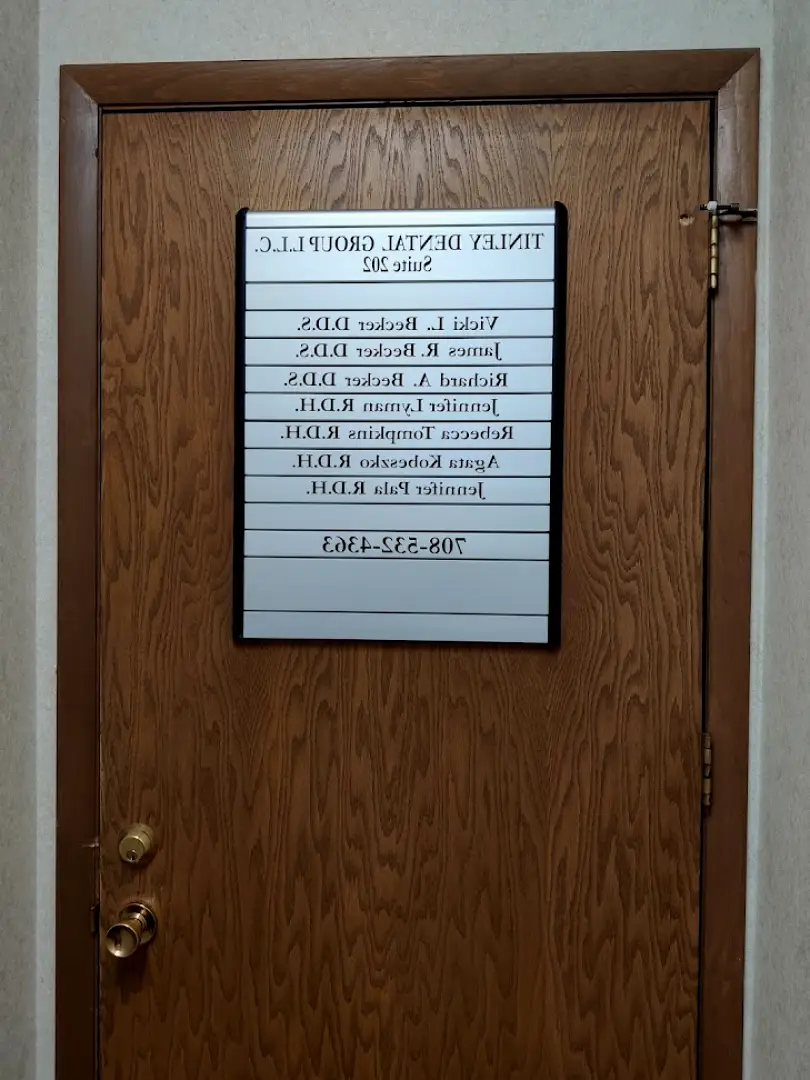 TINLEY DENTAL GROUP L.L.C.
Suite 202
Vicki L. Becker D.D.S.
James R. Becker D.D.S.
Richard A. Becker D.D.S.
Jennifer Lyman R.D.H.
Rebecca Tompkins R.D.H.
Agata Kobeszko R.D.H.
Jennifer Pala R.D.H.
708-532-4363